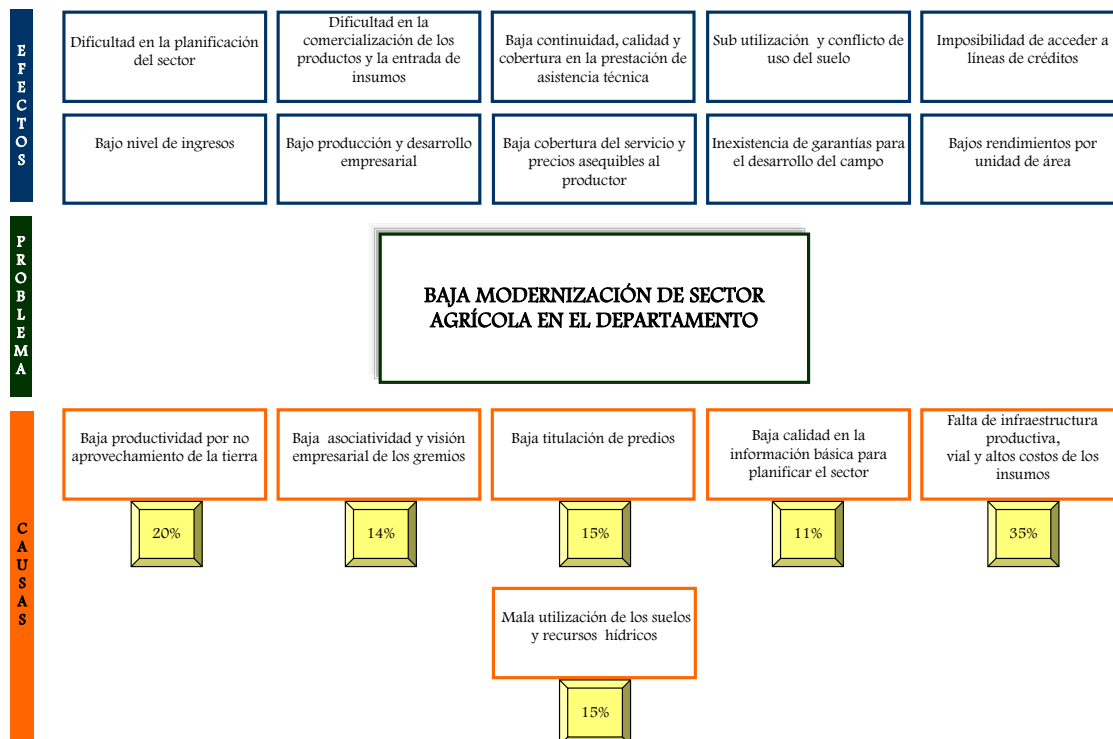 EFECTOS
Dificultad en la planificación
del sector
Dificultad en la
comercialización de los
productos y la entrada de
insumos
Baja continuidad, calidad y
cobertura en la prestación de
asistencia técnica
Sub utilización y conflicto de
uso del suelo
Imposibilidad de acceder a
líneas de créditos
Bajo nivel de ingresos
Bajo producción y desarrollo
empresarial
Baja cobertura del servicio y
precios asequibles al
productor
Inexistencia de garantías para
el desarrollo del campo
Bajos rendimientos por
unidad de área
PROBLEMA
BAJA MODERNIZACIÓN DE SECTOR
AGRÍCOLA EN EL DEPARTAMENTO
CAUSAS
Baja productividad por no
aprovechamiento de la tierra
Baja asociatividad y visión
empresarial de los gremios
Baja titulación de predios
Baja calidad en la
información básica para
planificar el sector
Falta de infraestructura
productiva,
vial y altos costos de los
insumos
20%
14%
15%
11%
35%
Mala utilización de los suelos
y recursos hídricos
15%